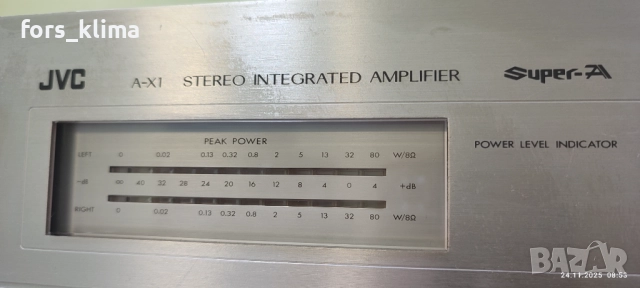 fors_klima
JVC A-X1 STEREO INTEGRATED AMPLIFIER Super-A
PEAK POWER
LEFT 0 0.02 0.13 0.32 0.8 2 5 13 32 80 W/8Ω
POWER LEVEL INDICATOR
-dB ∞ 40 32 28 24 20 16 12 8 4 0 4 +dB
RIGHT 0 0.02 0.13 0.32 0.8 2 5 13 32 80 W/8Ω
BAZAR
24.11.2025 08:53